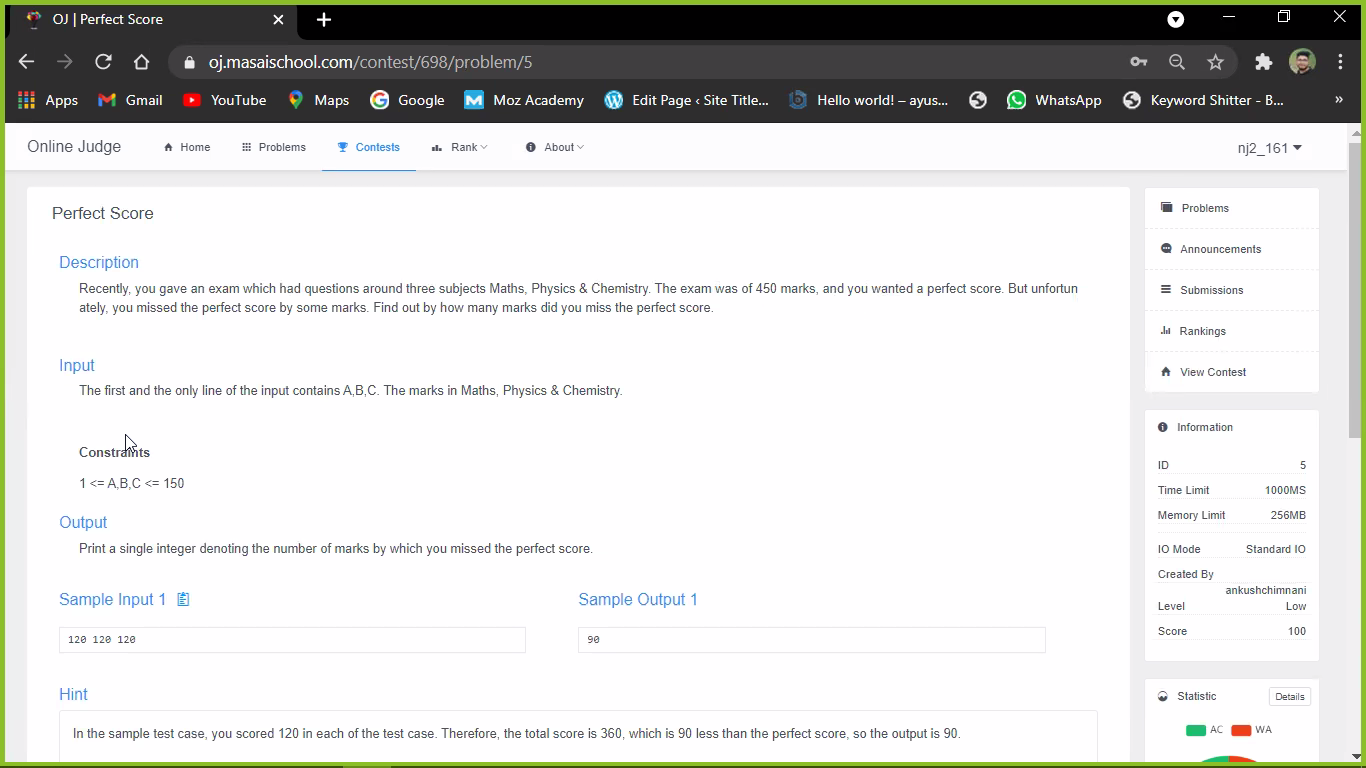 OJ | Perfect Score
oj.masaischool.com/contest/698/problem/5
Apps Gmail YouTube Maps Google Moz Academy Edit Page ‹ Site Title... Hello world! – ayus... WhatsApp Keyword Shitter - B... »
Online Judge Home Problems Contests Rank About nj2_161
Perfect Score
Description
Recently, you gave an exam which had questions around three subjects Maths, Physics & Chemistry. The exam was of 450 marks, and you wanted a perfect score. But unfortun
ately, you missed the perfect score by some marks. Find out by how many marks did you miss the perfect score.
Input
The first and the only line of the input contains A,B,C. The marks in Maths, Physics & Chemistry.
Constraints
1 <= A,B,C <= 150
Output
Print a single integer denoting the number of marks by which you missed the perfect score.
Sample Input 1 Sample Output 1
120 120 120 90
Hint
In the sample test case, you scored 120 in each of the test case. Therefore, the total score is 360, which is 90 less than the perfect score, so the output is 90.
Problems
Announcements
Submissions
Rankings
View Contest
Information
ID 5
Time Limit 1000MS
Memory Limit 256MB
IO Mode Standard IO
Created By
ankushchimnani
Level Low
Score 100
Statistic Details
AC WA